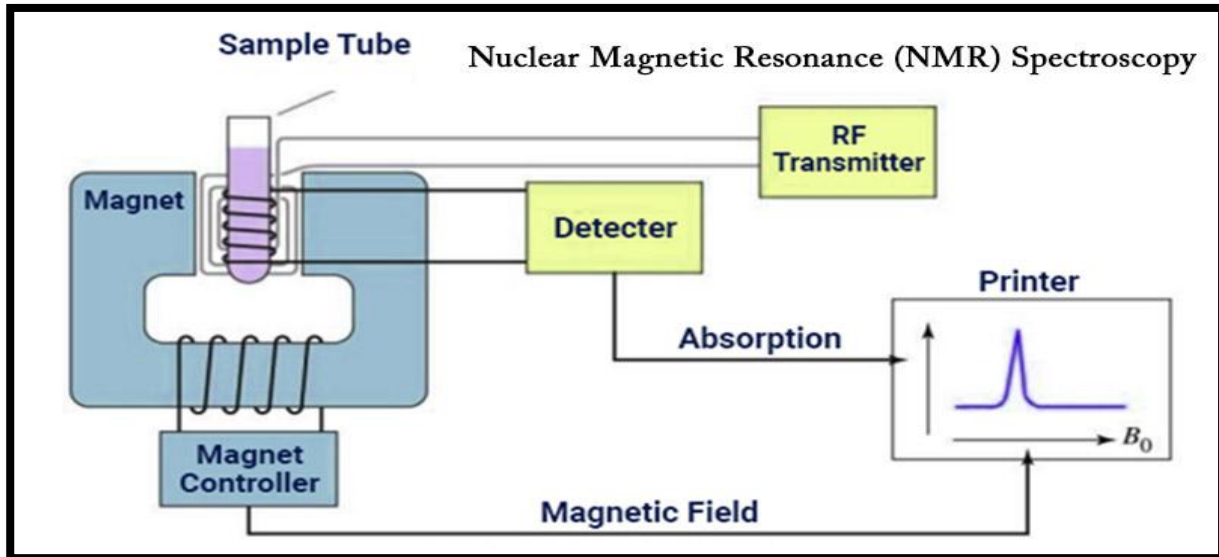 Sample Tube
Nuclear Magnetic Resonance (NMR) Spectroscopy
RF
Transmitter
Magnet
Detecter
Printer
Absorption
B0
Magnet
Controller
Magnetic Field